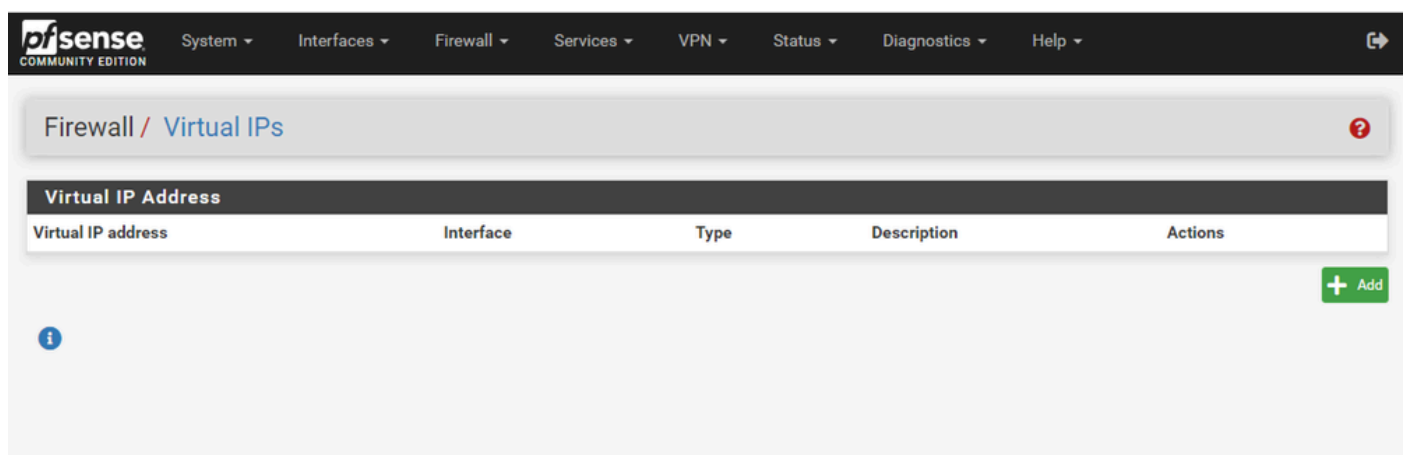 pfsense System Interfaces Firewall Services VPN Status Diagnostics Help
COMMUNITY EDITION
Firewall / Virtual IPs
Virtual IP Address
Virtual IP address Interface Type Description Actions
Add